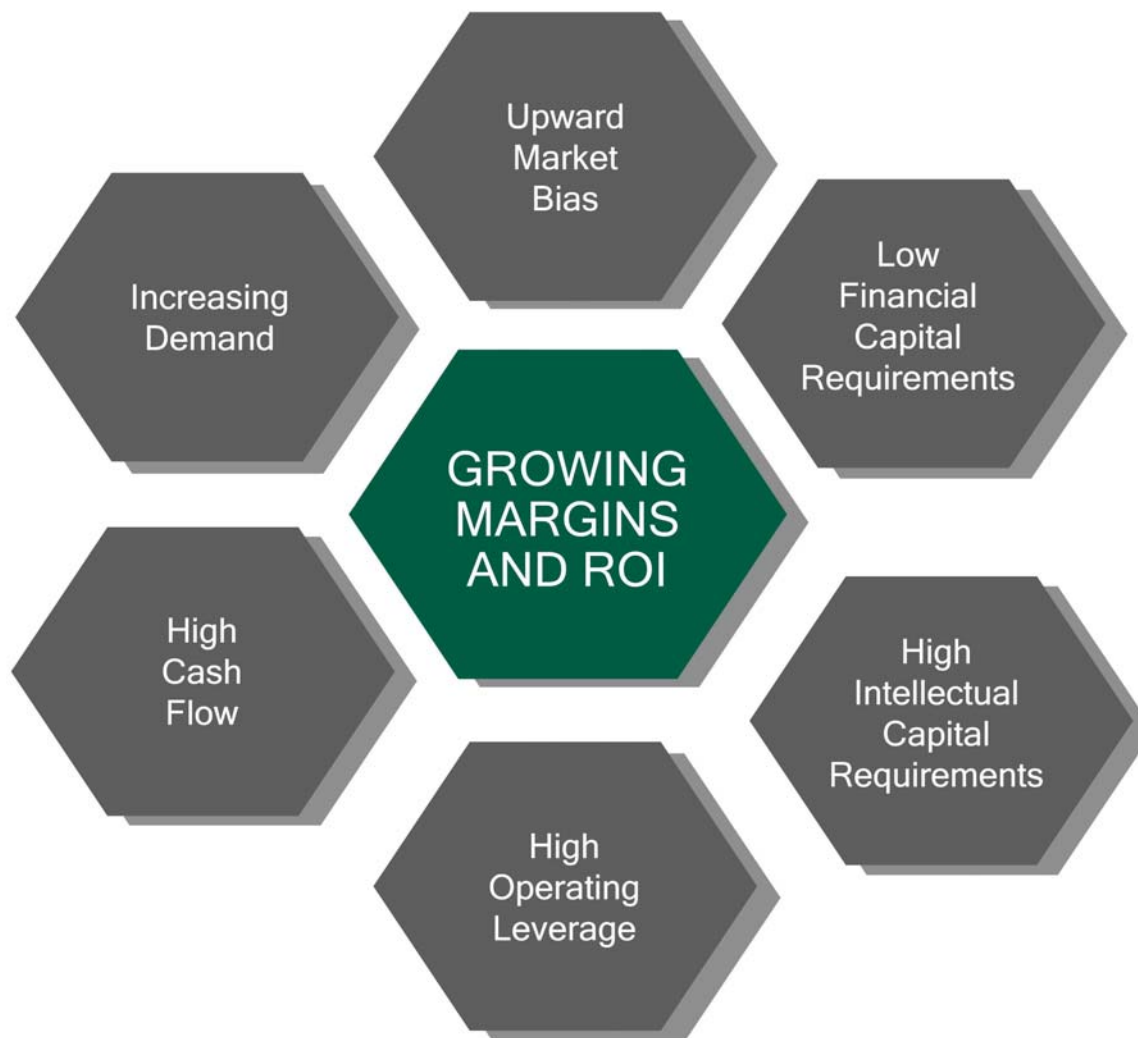 Upward
Market
Bias
Increasing
Demand
Low
Financial
Capital
Requirements
GROWING
MARGINS
AND ROI
High
Cash
Flow
High
Intellectual
Capital
Requirements
High
Operating
Leverage